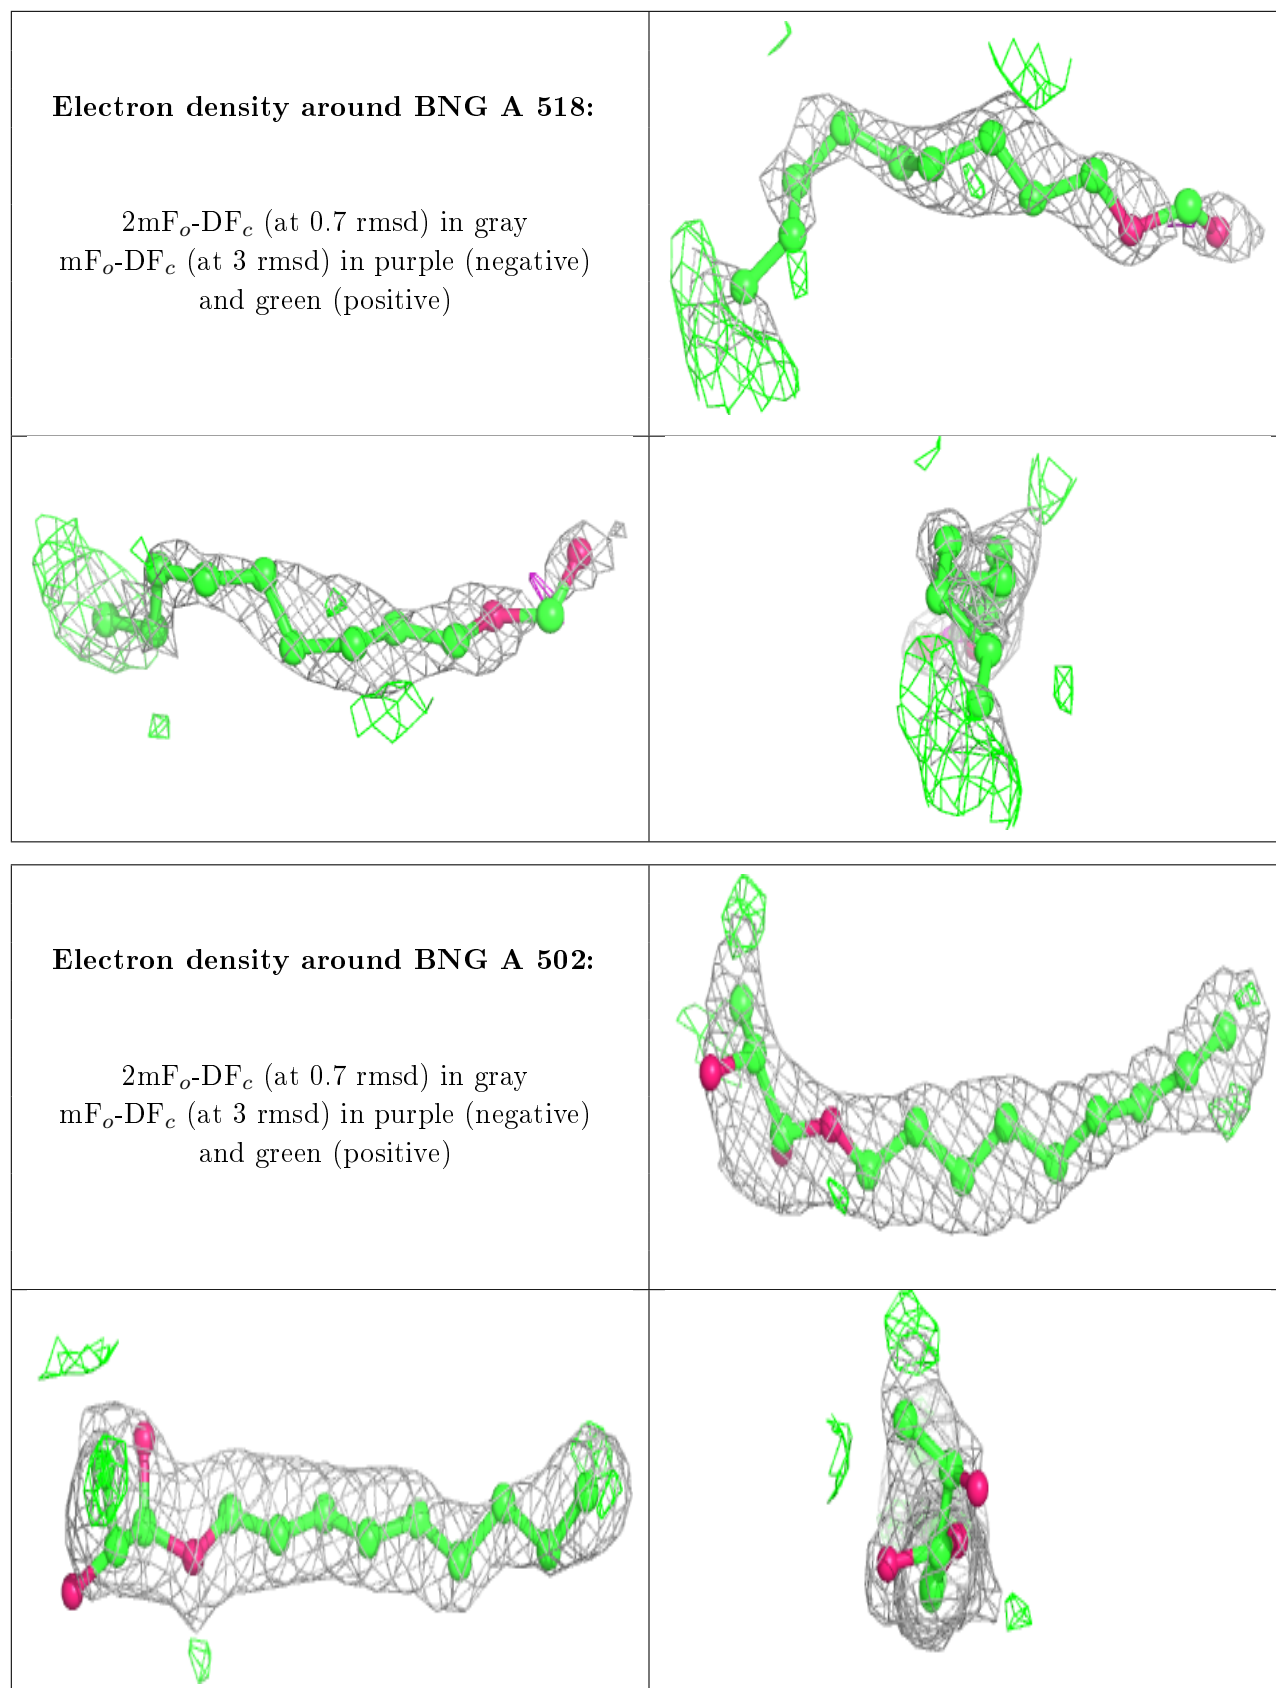 Electron density around BNG A 518:
2mFₒ-DF𝒸 (at 0.7 rmsd) in gray
mFₒ-DF𝒸 (at 3 rmsd) in purple (negative)
and green (positive)
Electron density around BNG A 502:
2mFₒ-DF𝒸 (at 0.7 rmsd) in gray
mFₒ-DF𝒸 (at 3 rmsd) in purple (negative)
and green (positive)